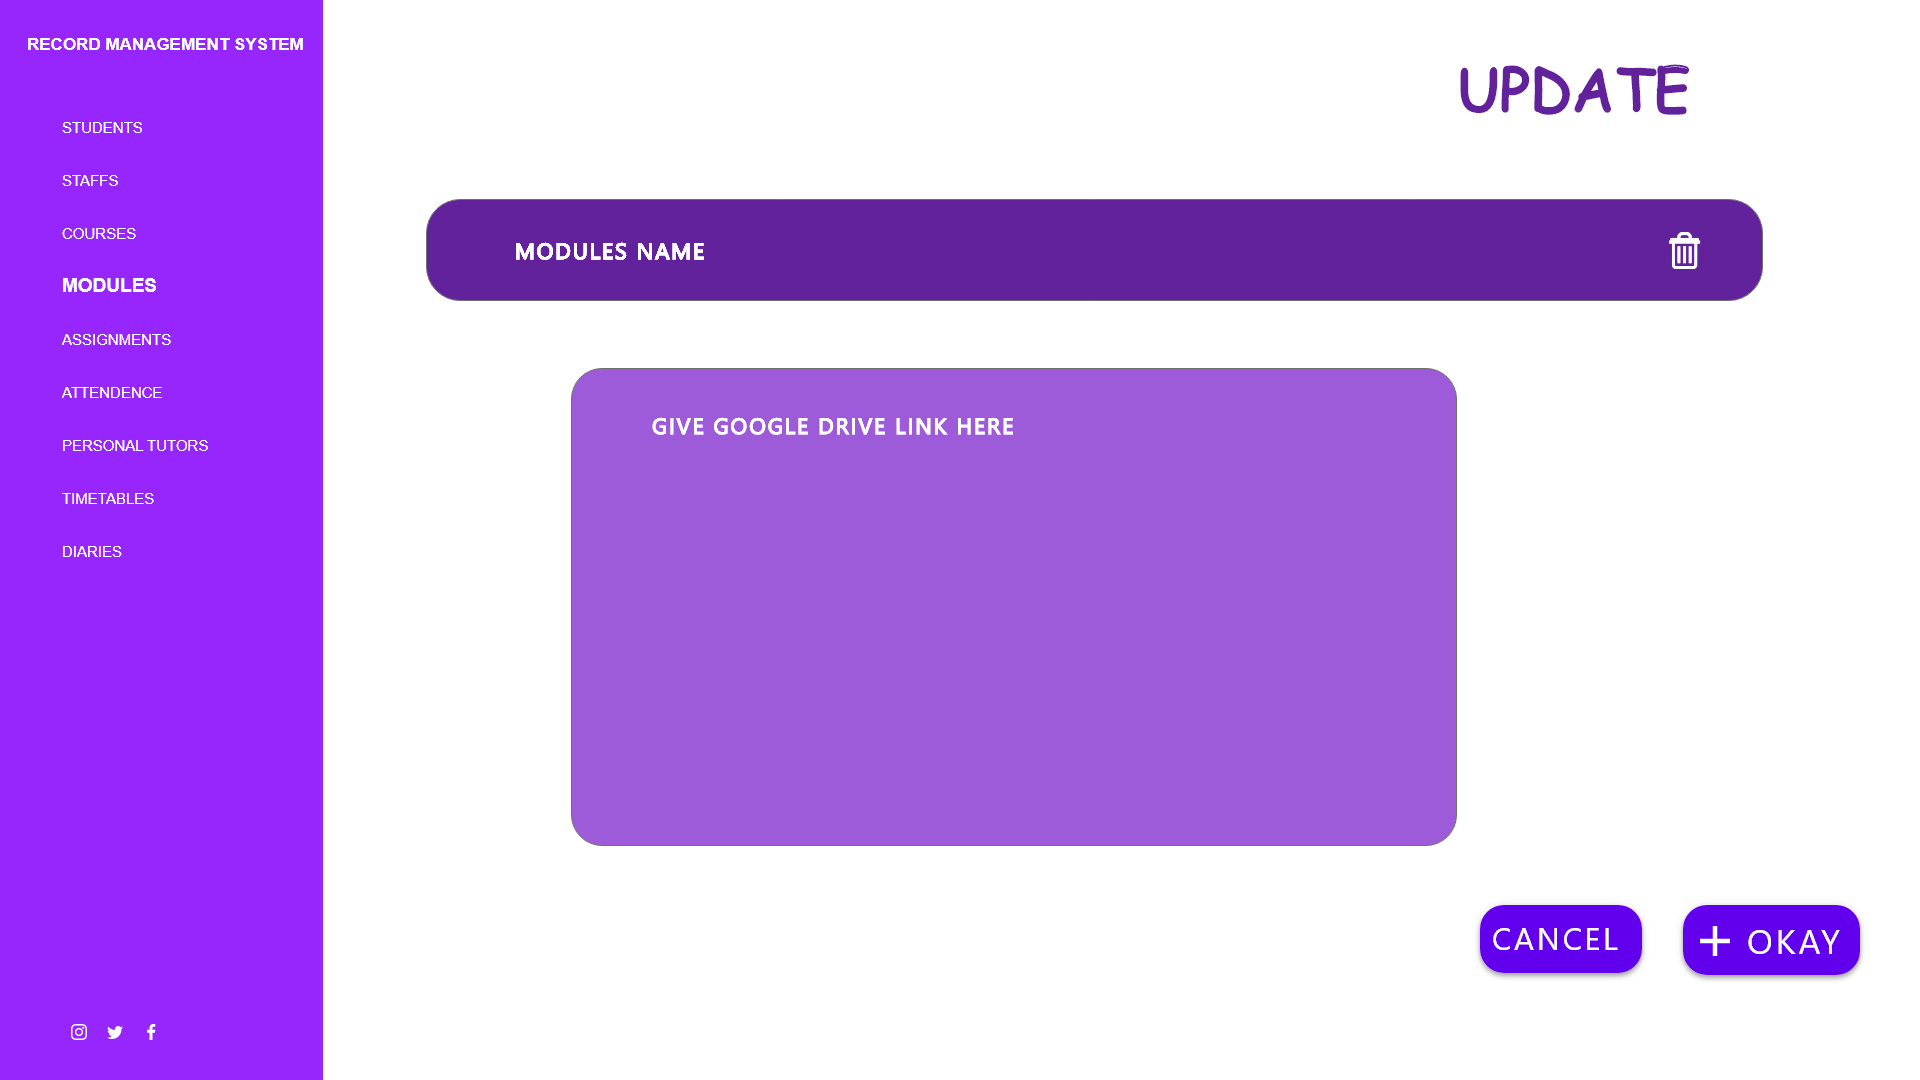 RECORD MANAGEMENT SYSTEM
STUDENTS
STAFFS
COURSES
MODULES
ASSIGNMENTS
ATTENDENCE
PERSONAL TUTORS
TIMETABLES
DIARIES
UPDATE
MODULES NAME
GIVE GOOGLE DRIVE LINK HERE
CANCEL
+ OKAY